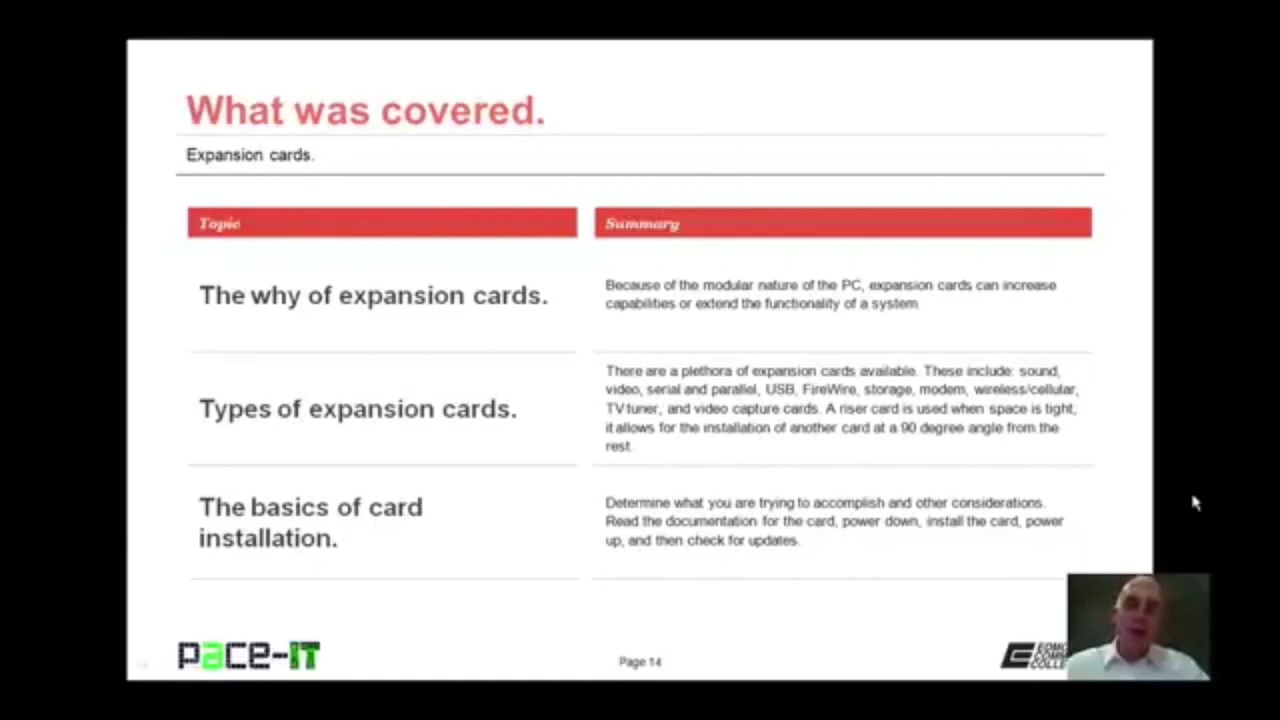 What was covered.
Expansion cards.
Topic
Summary
The why of expansion cards.
Because of the modular nature of the PC, expansion cards can increase
capabilities or extend the functionality of a system.
Types of expansion cards.
There are a plethora of expansion cards available. These include: sound,
video, serial and parallel, USB, FireWire, storage, modem, wireless/cellular,
TV tuner, and video capture cards. A riser card is used when space is tight;
it allows for the installation of another card at a 90 degree angle from the
rest.
The basics of card
installation.
Determine what you are trying to accomplish and other considerations.
Read the documentation for the card, power down, install the card, power
up, and then check for updates.
pace-IT
Page 14